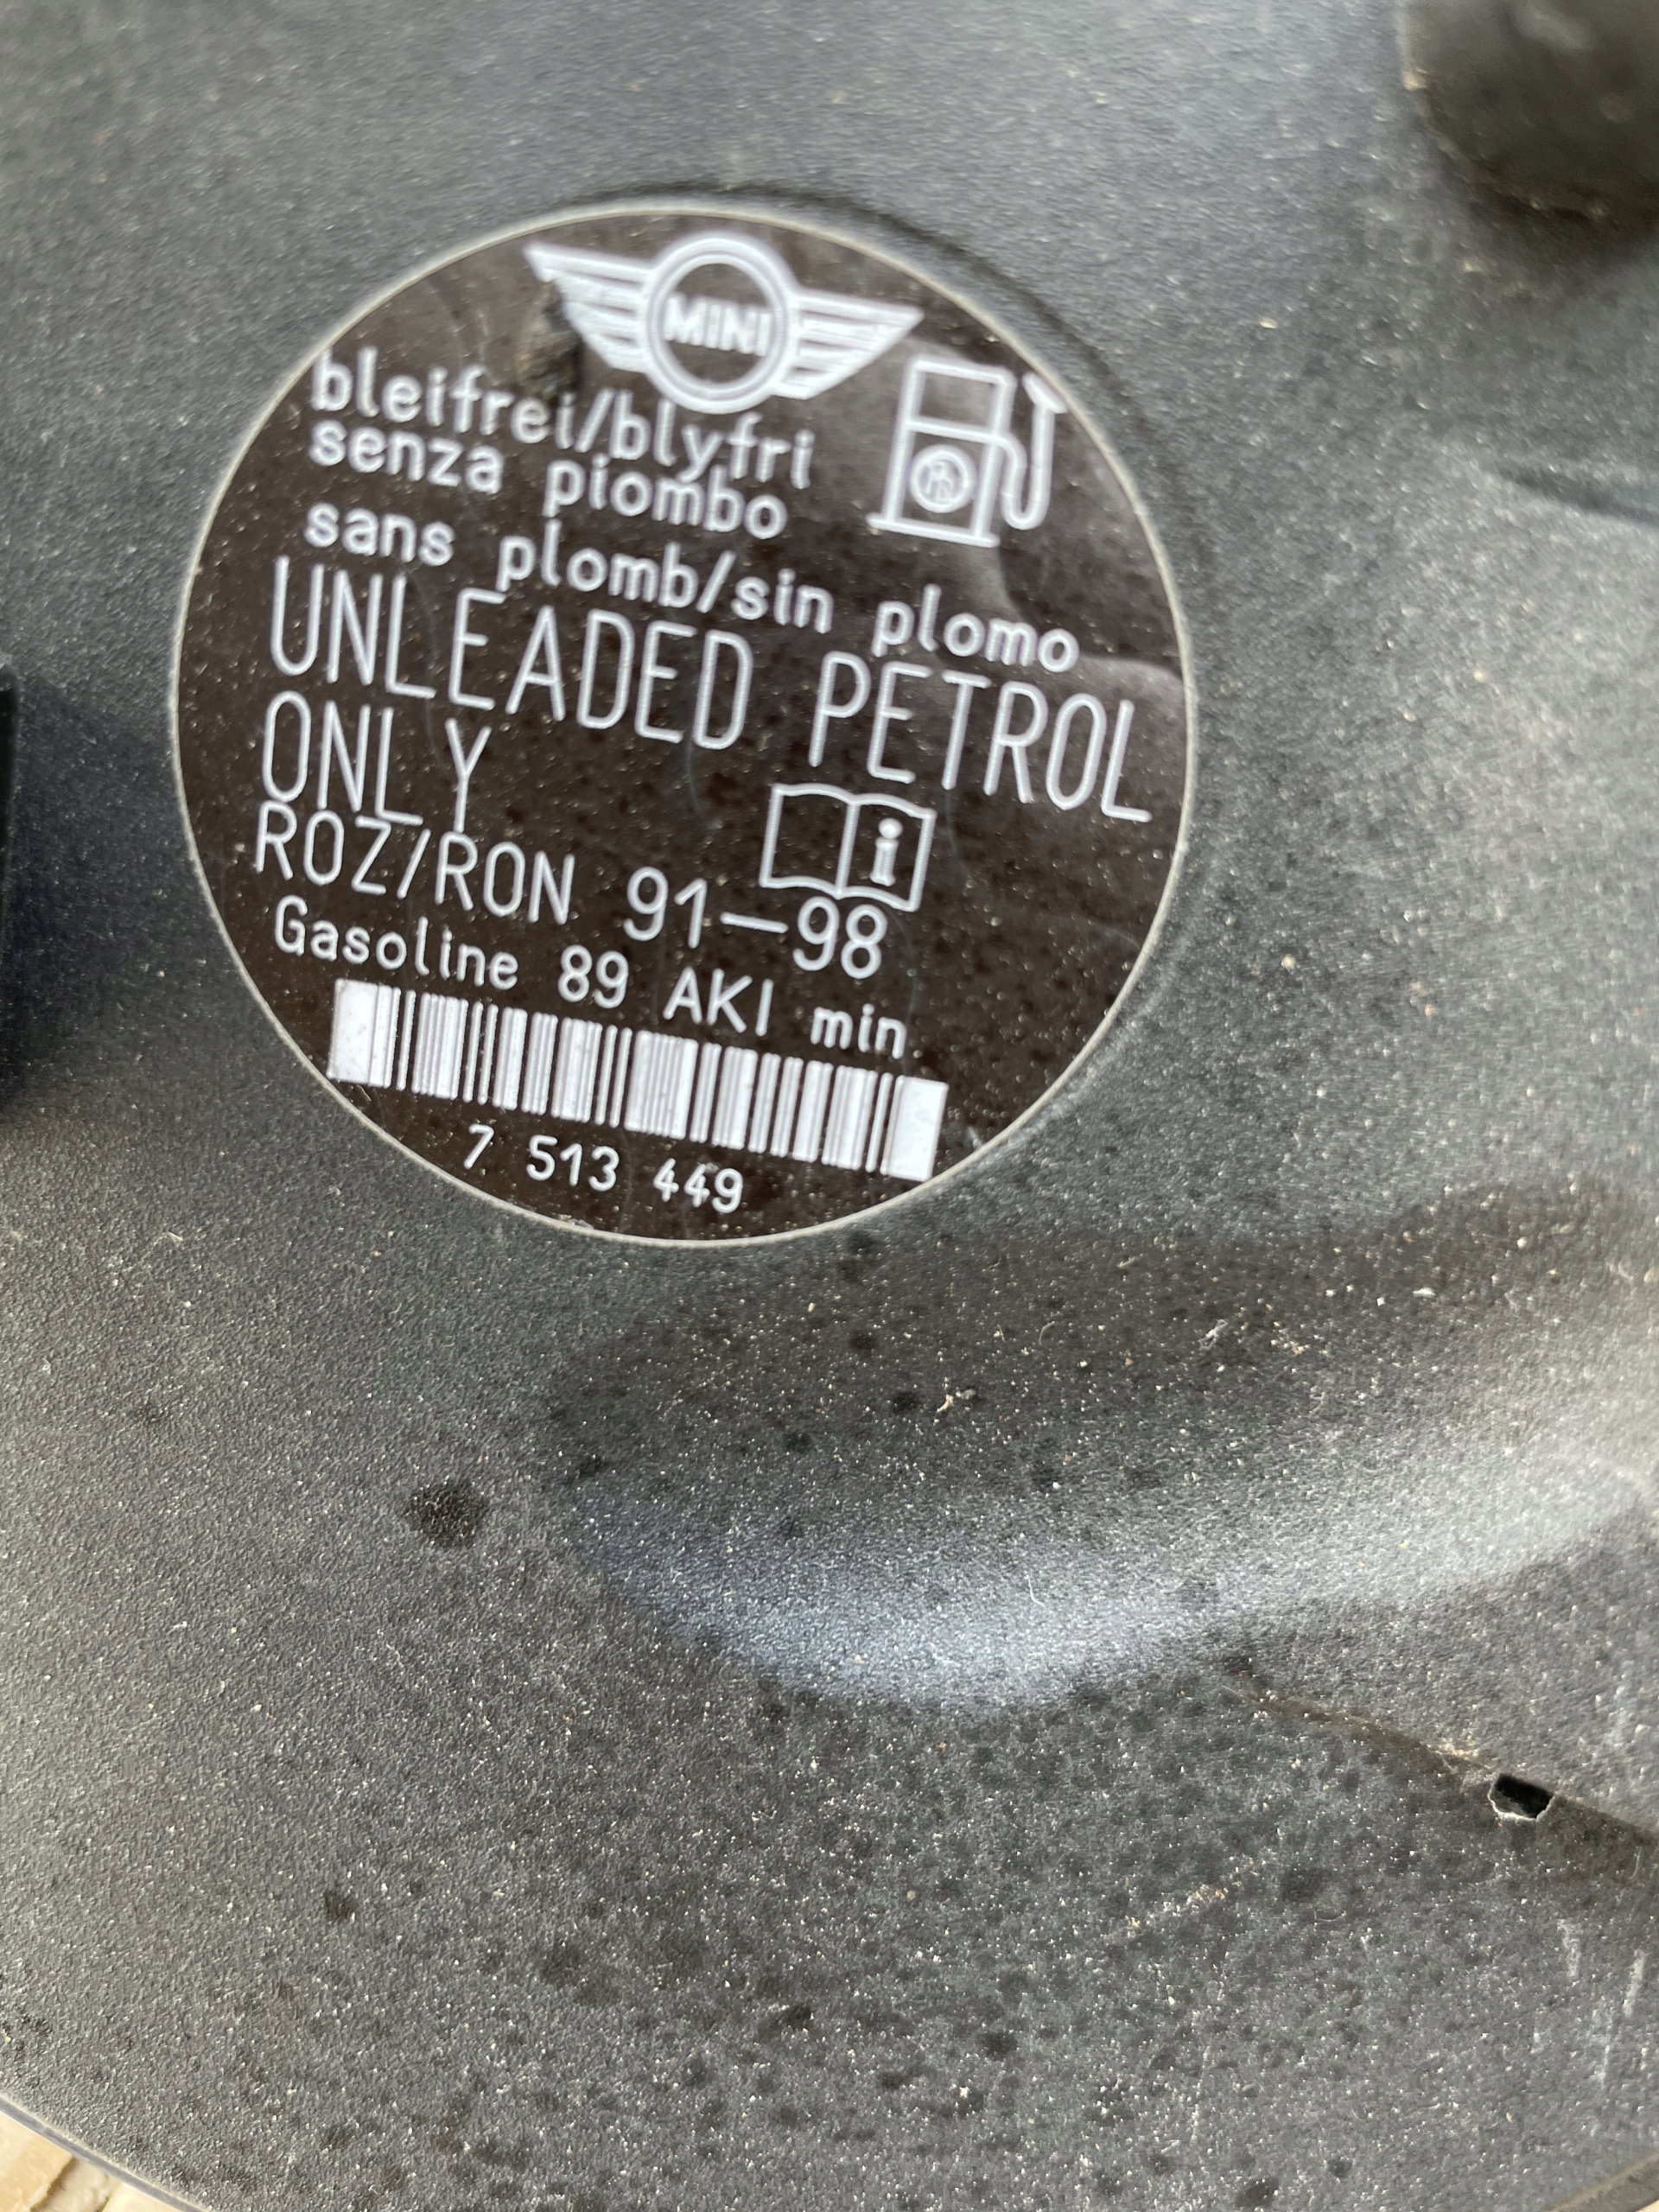 MINI
bleifrei/blyfri
senza piombo
sans plomb/sin plomo
UNLEADED PETROL
ONLY
i
ROZ/RON 91-98
Gasoline 89 AKI min.
7 513 449